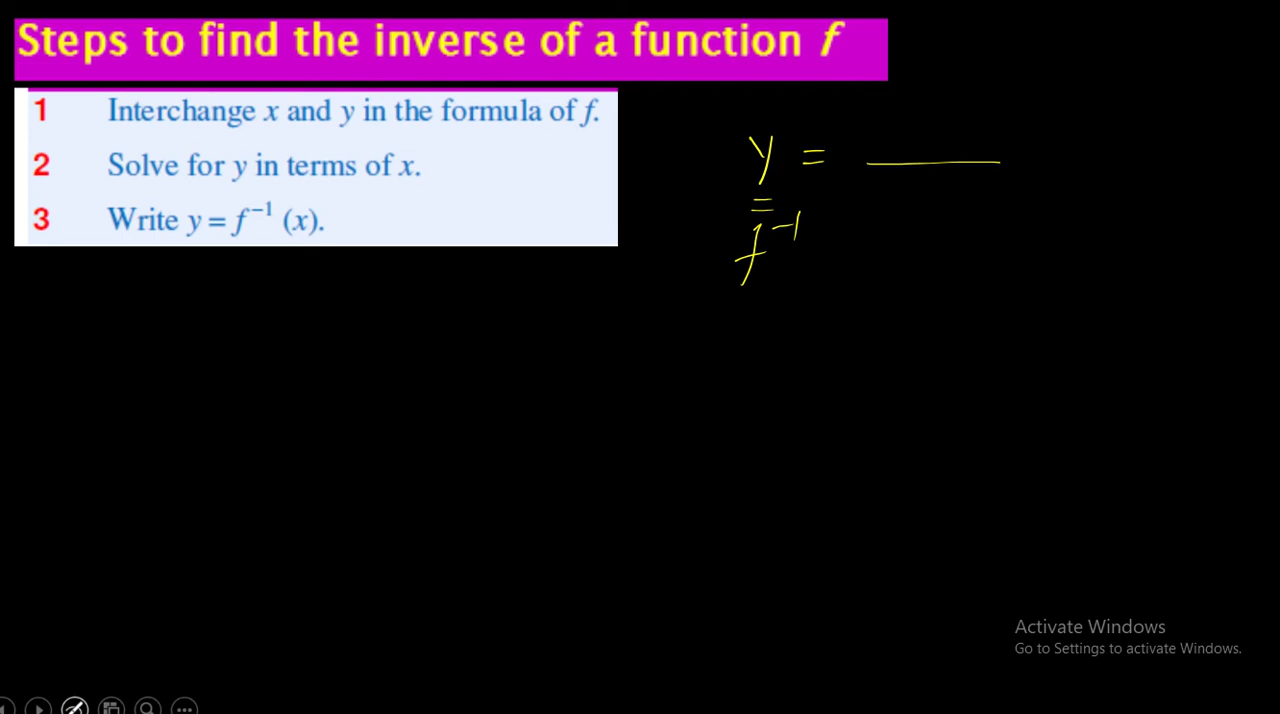 Steps to find the inverse of a function f
1 Interchange x and y in the formula of f.
2 Solve for y in terms of x.
3 Write y = f⁻¹ (x).
y = ______
=
f⁻¹
Activate Windows
Go to Settings to activate Windows.